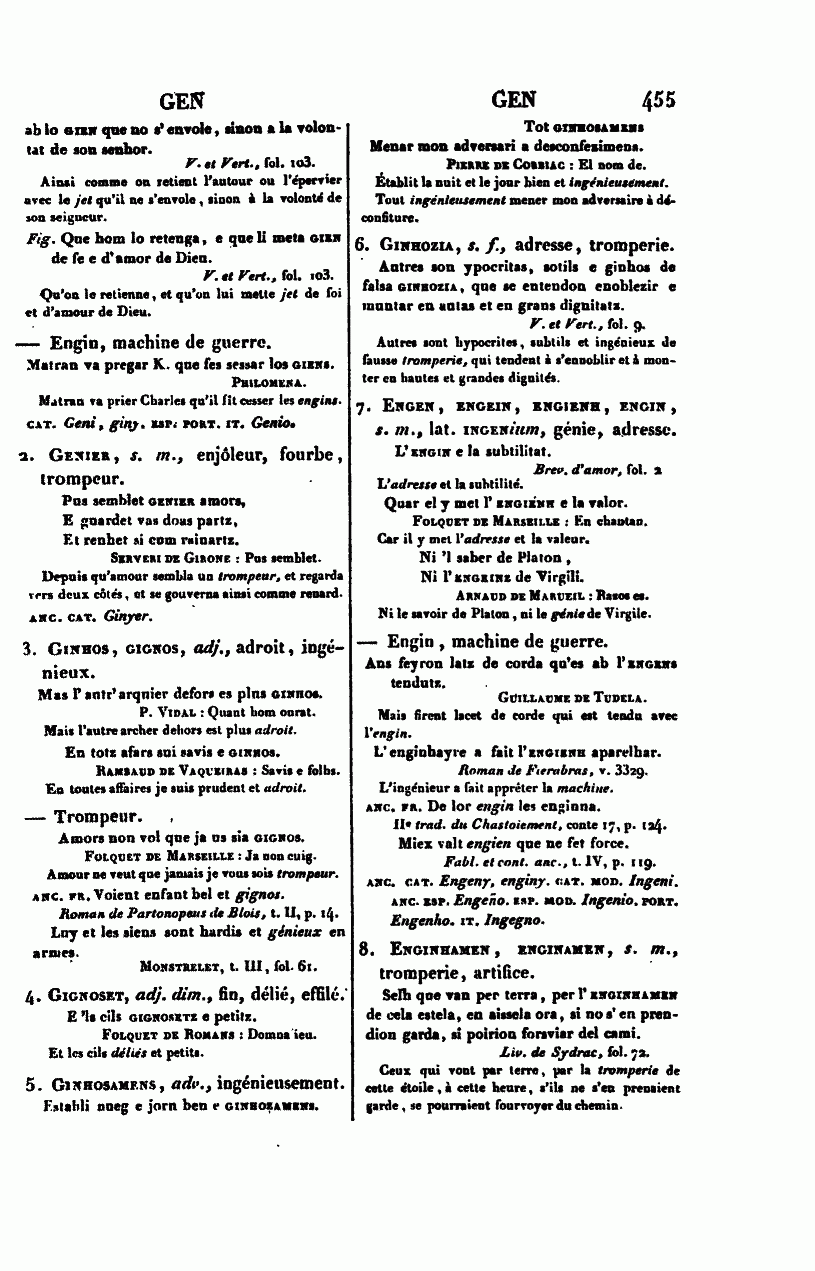 GEN
ab lo GIEN que no s'envole, sinon a la volon-
tat de son senhor.
V. et Vert., fol. 103.
Ainsi comme on retient l'autour ou l'épervier
avec le jet qu'il ne s'envole, sinon à la volonté de
son seigneur.
Fig. Que hom lo retenga, e que li meta GIEN
de fe e d'amor de Dieu.
V. et Vert., fol. 103.
Qu'on le retienne, et qu'on lui mette jet de foi
et d'amour de Dieu.
— Engin, machine de guerre.
Matran va pregar K. que fes sessar los GIENS.
PHILOMENA.
Matran va prier Charles qu'il fit cesser les engins.
CAT. Geni, giny. ESP. PORT. IT. Genio.
2. GENIER, s. m., enjôleur, fourbe,
trompeur.
Pus semblet GENIER amors,
E guardet vas dous partz,
Et renhet si com rainartz.
SERVERI DE GIRONE : Pus semblet.
Depuis qu'amour sembla un trompeur, et regarda
vers deux côtés, et se gouverna ainsi comme renard.
ANC. CAT. Ginyer.
3. GINHOS, GIGNOS, adj., adroit, ingé-
nieux.
Mas l'autr'arquier defors es plus GINHOS.
P. VIDAL : Quant hom onrat.
Mais l'autre archer dehors est plus adroit.
En totz afars sui savis e GINHOS.
RAMBAUD DE VAQUEIRAS : Savis e folhs.
En toutes affaires je suis prudent et adroit.
— Trompeur.
Amors non vol que ja us sia GIGNOS.
FOLQUET DE MARSEILLE : Ja non cuig.
Amour ne veut que jamais je vous sois trompeur.
ANC. FR. Voient enfant bel et gignos.
Roman de Partonopeus de Blois, t. II, p. 14.
Luy et les siens sont hardis et génieux en
armes.
MONSTRELET, t. III, fol. 61.
4. GIGNOSET, adj. dim., fin, délié, effilé.
E 'ls cils GIGNOSETZ e petitz.
FOLQUET DE ROMANS : Domna ieu.
Et les cils déliés et petits.
5. GINHOSAMENS, adv., ingénieusement.
Establi nueg e jorn ben e GINHOZAMENS.
GEN 455
Tot GINHOSAMENS
Menar mon adversari a desconfezimens.
PIERRE DE CORBIAC : El nom de.
Établit la nuit et le jour bien et ingénieusement.
Tout ingénieusement mener mon adversaire à dé-
confiture.
6. GINHOZIA, s. f., adresse, tromperie.
Autres son ypocritas, sotils e ginhos de
falsa GINHOZIA, que se entendon enoblezir e
muntar en autas et en grans dignitatz.
V. et Vert., fol. 9.
Autres sont hypocrites, subtils et ingénieux de
fausse tromperie, qui tendent à s'ennoblir et à mon-
ter en hautes et grandes dignités.
7. ENGEN, ENGEIN, ENGIENH, ENGIN,
s. m., lat. INGENium, génie, adresse.
L'ENGIN e la subtilitat.
Brev. d'amor, fol. 2
L'adresse et la subtilité.
Quar el y met l'ENGIENH e la valor.
FOLQUET DE MARSEILLE : En chantan.
Car il y met l'adresse et la valeur.
Ni 'l saber de Platon,
Ni l'ENGEINZ de Virgili.
ARNAUD DE MARUEIL : Razos es.
Ni le savoir de Platon, ni le génie de Virgile.
— Engin, machine de guerre.
Ans feyron latz de corda qu'es ab l'ENGENS
tendutz.
GUILLAUME DE TUDELA.
Mais firent lacet de corde qui est tendu avec
l'engin.
L'enginhayre a fait l'ENGIENH aparelhar.
Roman de Fierabras, v. 3329.
L'ingénieur a fait apprêter la machine.
ANC. FR. De lor engin les enginna.
IIe trad. du Chastoiement, conte 17, p. 124.
Miex valt engien que ne fet force.
Fabl. et cont. anc., t. IV, p. 119.
ANC. CAT. Engeny, enginy. CAT. MOD. Ingeni.
ANC. ESP. Engeño. ESP. MOD. Ingenio. PORT.
Engenho. IT. Ingegno.
8. ENGINHAMEN, ENGINAMEN, s. m.,
tromperie, artifice.
Selh que van per terra, per l'ENGINHAMEN
de cela estela, en aissela ora, si no s'en pren-
dion garda, si poirion forsviar del cami.
Liv. de Sydrac, fol. 72.
Ceux qui vont par terre, par la tromperie de
cette étoile, à cette heure, s'ils ne s'en prenaient
garde, se pourraient fourvoyer du chemin.